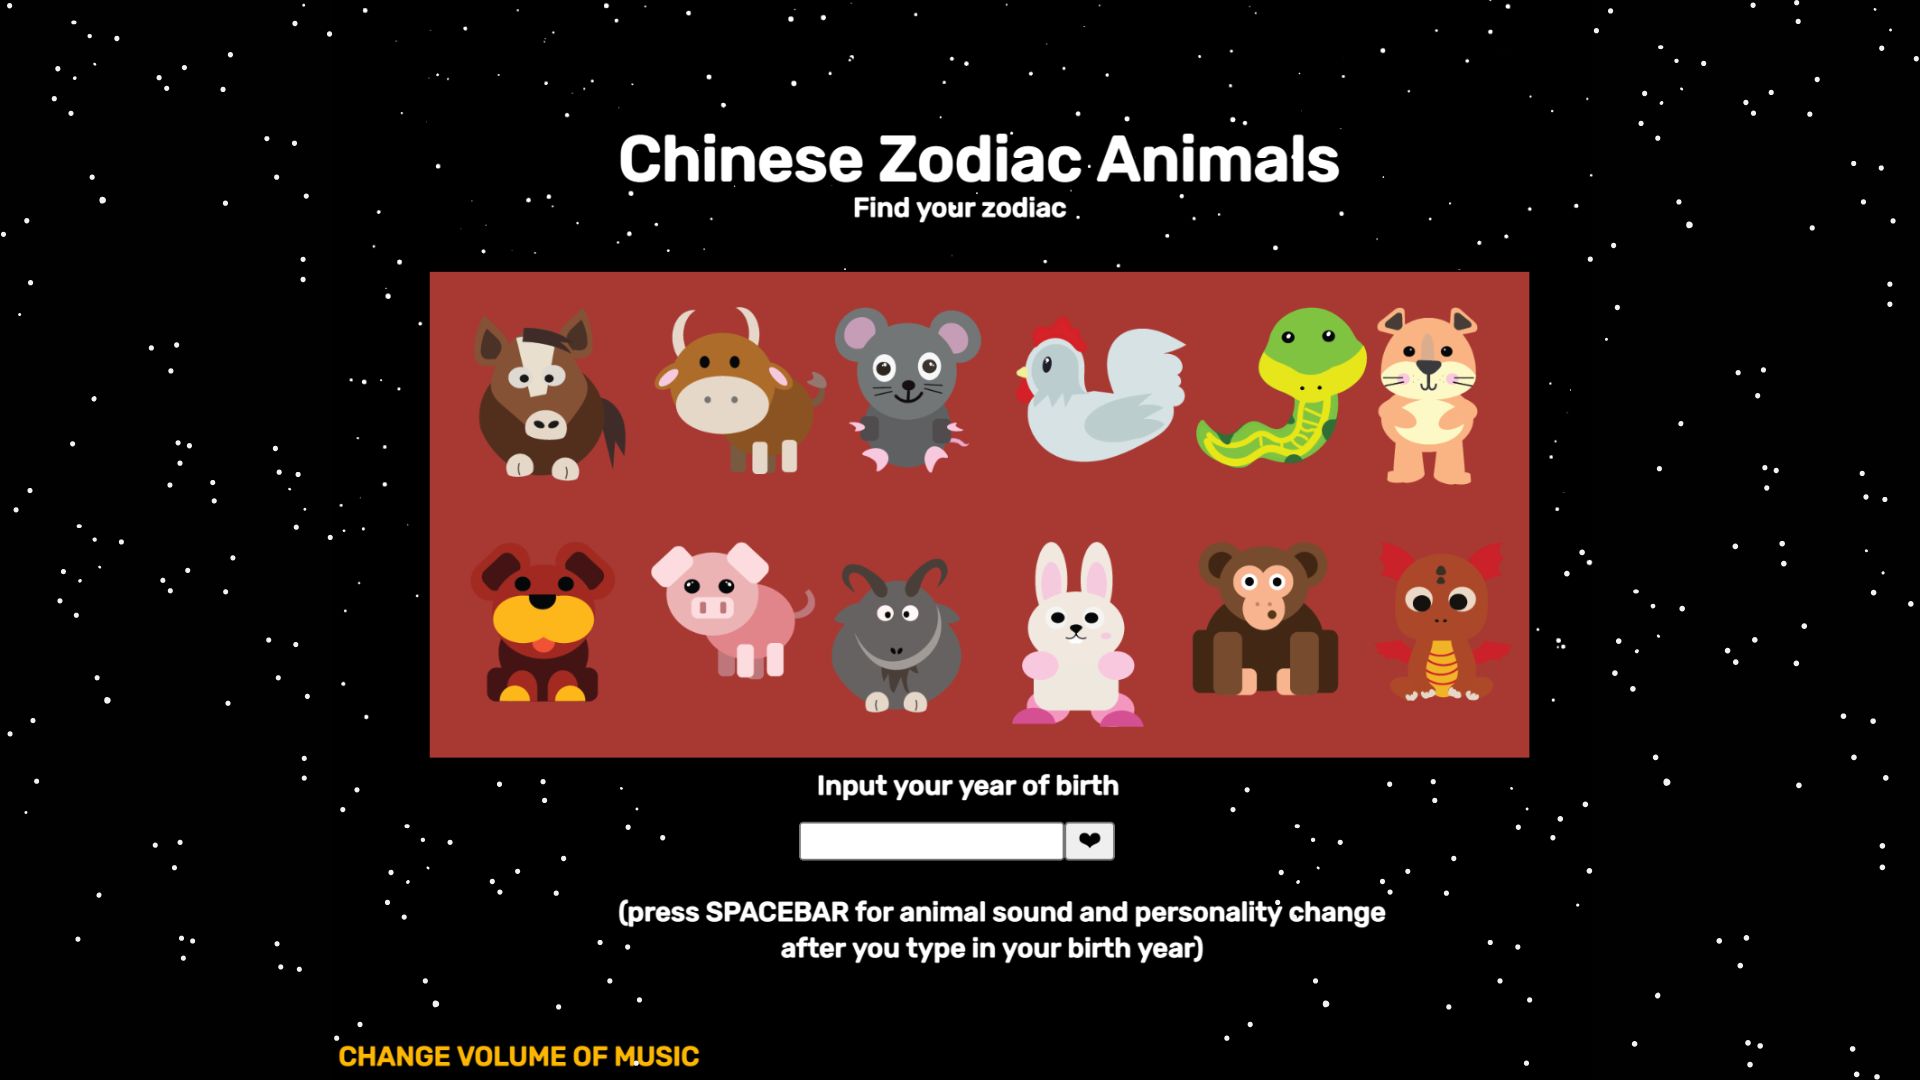 Chinese Zodiac Animals
Find your zodiac
Input your year of birth
(press SPACEBAR for animal sound and personality change
after you type in your birth year)
CHANGE VOLUME OF MUSIC